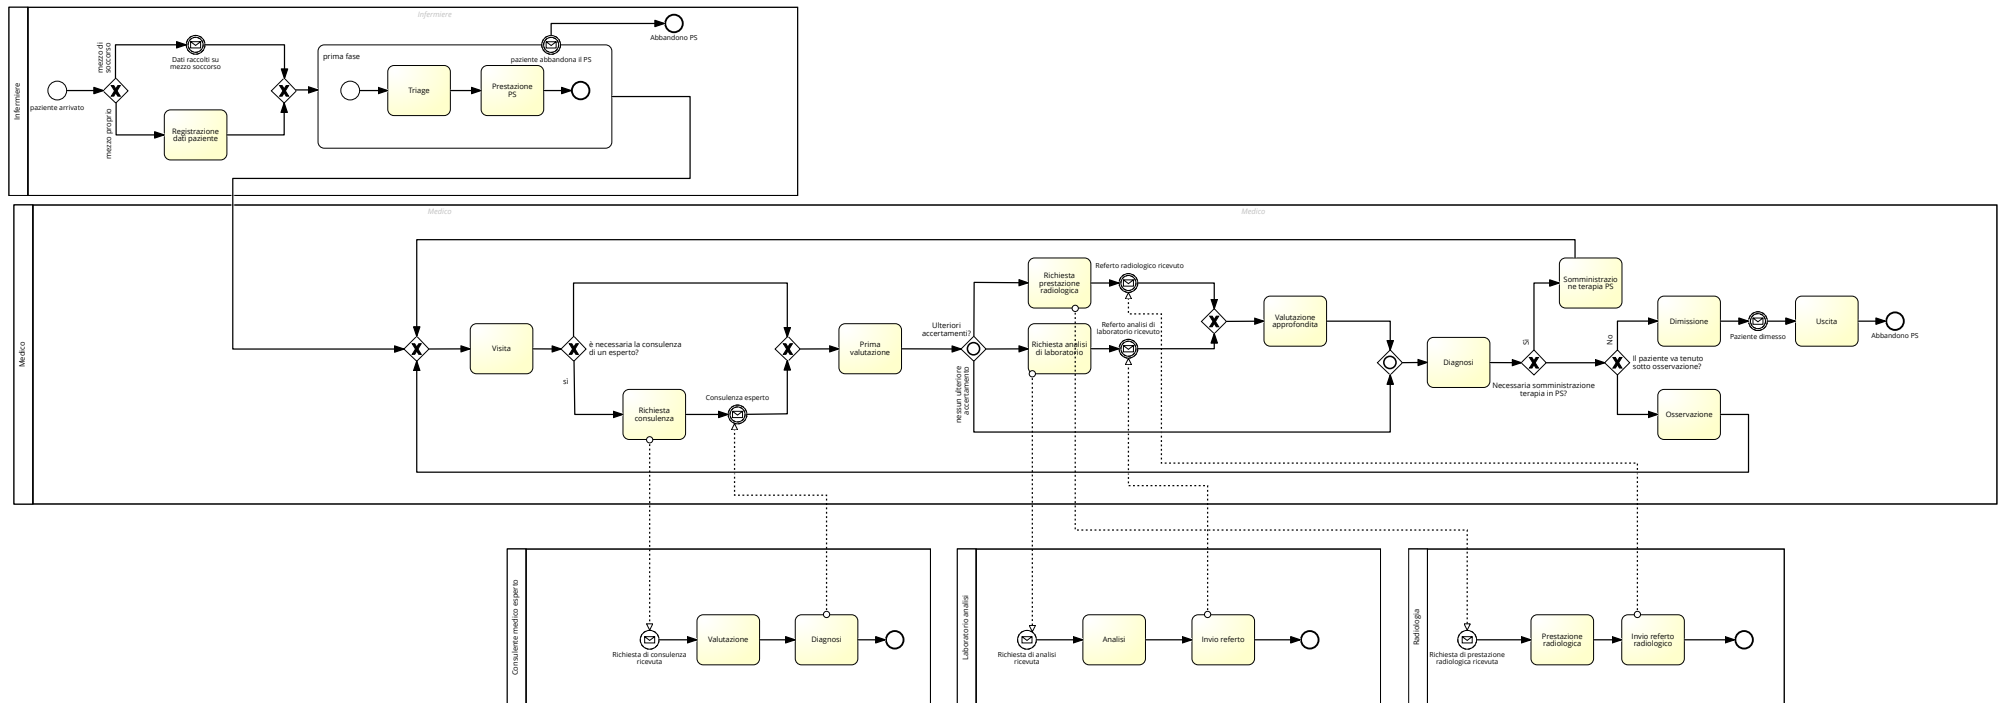 Infermiere
Infermiere
paziente arrivato
mezzo di
soccorso
mezzo proprio
Dati raccolti su
mezzo soccorso
Registrazione
dati paziente
prima fase
Triage
Prestazione
PS
paziente abbandona il PS
Abbandono PS
Medico
Medico
Medico
Visita
è necessaria la consulenza
di un esperto?
sì
Richiesta
consulenza
Consulenza esperto
Prima
valutazione
Ulteriori
accertamenti?
nessun ulteriore
accertamento
Richiesta
prestazione
radiologica
Referto radiologico ricevuto
Richiesta analisi
di laboratorio
Referto analisi di
laboratorio ricevuto
Valutazione
approfondita
Diagnosi
Necessaria somministrazione
terapia in PS?
Sì
Somministrazio
ne terapia PS
No
Il paziente va tenuto
sotto osservazione?
Dimissione
Paziente dimesso
Uscita
Abbandono PS
Osservazione
Consulente medico esperto
Richiesta di consulenza
ricevuta
Valutazione
Diagnosi
Laboratorio analisi
Richiesta di analisi
ricevuta
Analisi
Invio referto
Radiologia
Richiesta di prestazione
radiologica ricevuta
Prestazione
radiologica
Invio referto
radiologico